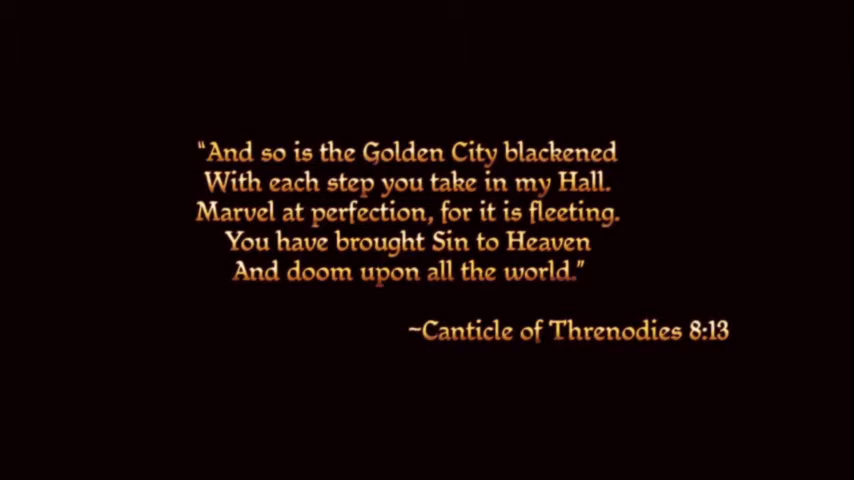 “And so is the Golden City blackened
With each step you take in my Hall.
Marvel at perfection, for it is fleeting.
You have brought Sin to Heaven
And doom upon all the world.”
~Canticle of Threnodies 8:13